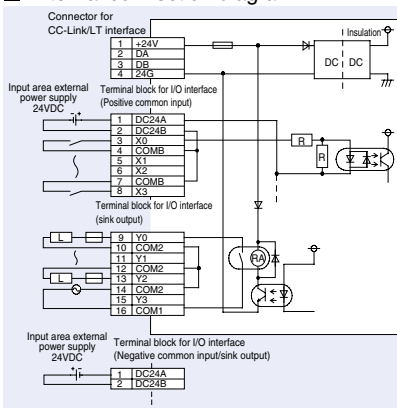 Connector for
CC-Link/LT interface
1 +24V
2 DA
3 DB
4 24G
Insulation
DC DC
Input area external
power supply
24VDC
Terminal block for I/O interface
(Positive common input)
1 DC24A
2 DC24B
3 X0
4 COMB
5 X1
6 X2
7 COMB
8 X3
R
R
Terminal block for I/O interface
(sink output)
L
L
9 Y0
10 COM2
11 Y1
12 COM2
13 Y2
14 COM2
15 Y3
16 COM1
RA
Input area external
power supply
24VDC
Terminal block for I/O interface
(Negative common input/sink output)
1 DC24A
2 DC24B